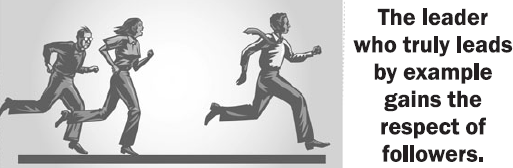 The leader
who truly leads
by example
gains the
respect of
followers.